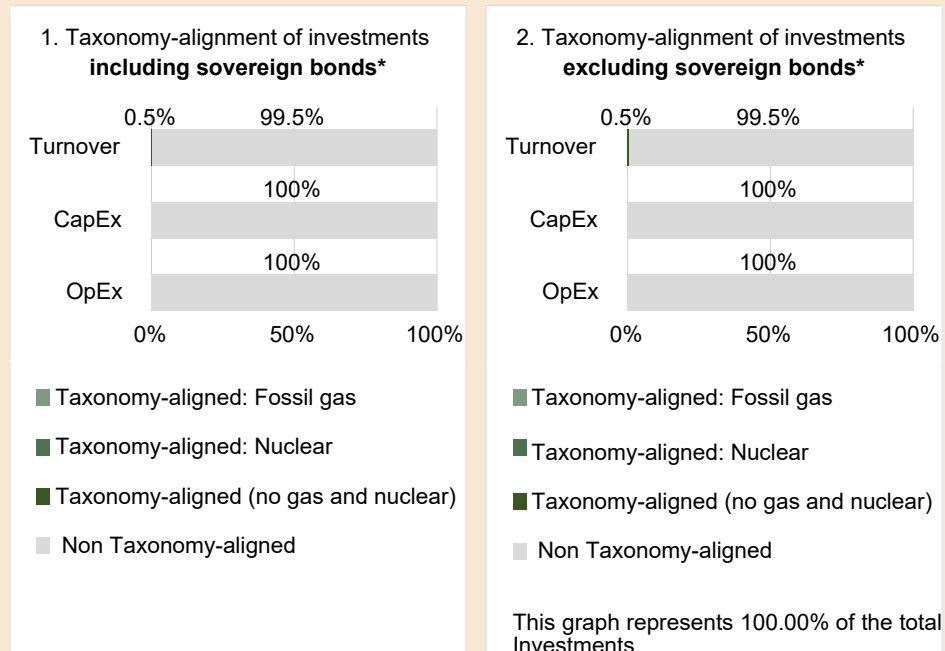 1. Taxonomy-alignment of investments
including sovereign bonds*
0.5% 99.5%
Turnover
100%
CapEx
100%
OpEx
0% 50% 100%
Taxonomy-aligned: Fossil gas
Taxonomy-aligned: Nuclear
Taxonomy-aligned (no gas and nuclear)
Non Taxonomy-aligned
2. Taxonomy-alignment of investments
excluding sovereign bonds*
0.5% 99.5%
Turnover
100%
CapEx
100%
OpEx
0% 50% 100%
Taxonomy-aligned: Fossil gas
Taxonomy-aligned: Nuclear
Taxonomy-aligned (no gas and nuclear)
Non Taxonomy-aligned
This graph represents 100.00% of the total
Investments.